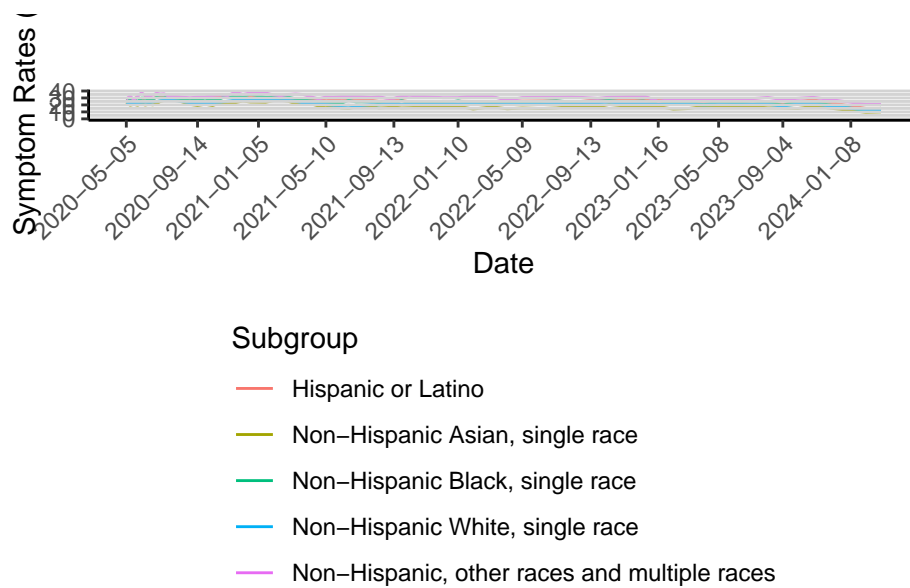 Symptom Rates (
40
0
2020−05−05
2020−09−14
2021−01−05
2021−05−10
2021−09−13
2022−01−10
2022−05−09
2022−09−13
2023−01−16
2023−05−08
2023−09−04
2024−01−08
Date
Subgroup
Hispanic or Latino
Non−Hispanic Asian, single race
Non−Hispanic Black, single race
Non−Hispanic White, single race
Non−Hispanic, other races and multiple races